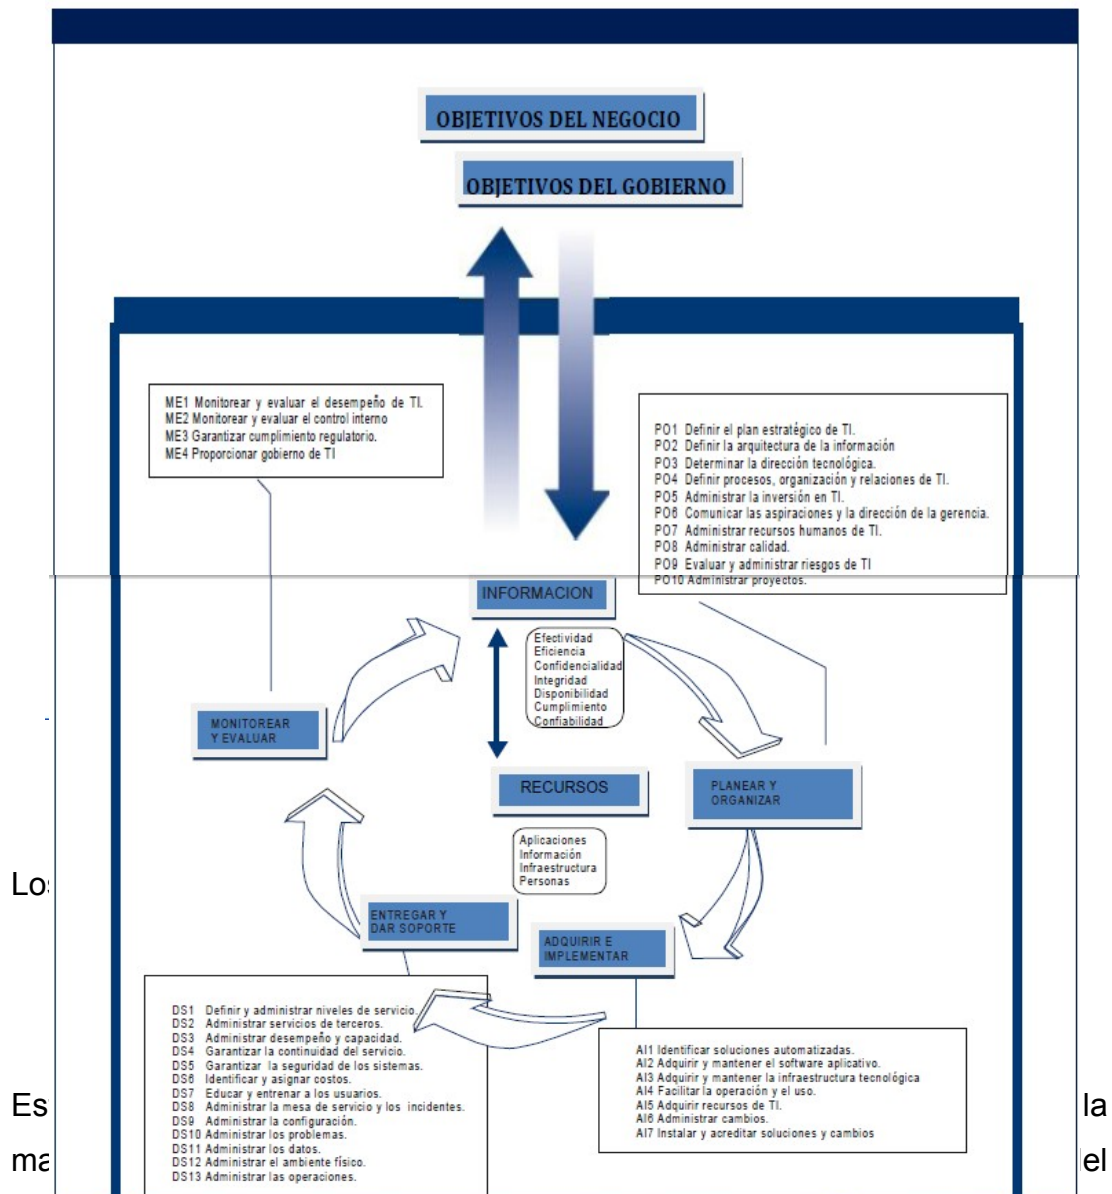 OBJETIVOS DEL NEGOCIO
OBJETIVOS DEL GOBIERNO
ME1 Monitorear y evaluar el desempeño de TI.
ME2 Monitorear y evaluar el control interno
ME3 Garantizar cumplimiento regulatorio.
ME4 Proporcionar gobierno de TI
PO1 Definir el plan estratégico de TI.
PO2 Definir la arquitectura de la información
PO3 Determinar la dirección tecnológica.
PO4 Definir procesos, organización y relaciones de TI.
PO5 Administrar la inversión en TI.
PO6 Comunicar las aspiraciones y la dirección de la gerencia.
PO7 Administrar recursos humanos de TI.
PO8 Administrar calidad.
PO9 Evaluar y administrar riesgos de TI
PO10 Administrar proyectos.
INFORMACION
Efectividad
Eficiencia
Confidencialidad
Integridad
Disponibilidad
Cumplimiento
Confiabilidad
MONITOREAR
Y EVALUAR
RECURSOS
PLANEAR Y
ORGANIZAR
Aplicaciones
Información
Infraestructura
Personas
ENTREGAR Y
DAR SOPORTE
ADQUIRIR E
IMPLEMENTAR
DS1 Definir y administrar niveles de servicio.
DS2 Administrar servicios de terceros.
DS3 Administrar desempeño y capacidad.
DS4 Garantizar la continuidad del servicio.
DS5 Garantizar la seguridad de los sistemas.
DS6 Identificar y asignar costos.
DS7 Educar y entrenar a los usuarios.
DS8 Administrar la mesa de servicio y los incidentes.
DS9 Administrar la configuración.
DS10 Administrar los problemas.
DS11 Administrar los datos.
DS12 Administrar el ambiente físico.
DS13 Administrar las operaciones.
AI1 Identificar soluciones automatizadas.
AI2 Adquirir y mantener el software aplicativo.
AI3 Adquirir y mantener la infraestructura tecnológica
AI4 Facilitar la operación y el uso.
AI5 Adquirir recursos de TI.
AI6 Administrar cambios.
AI7 Instalar y acreditar soluciones y cambios
la
el